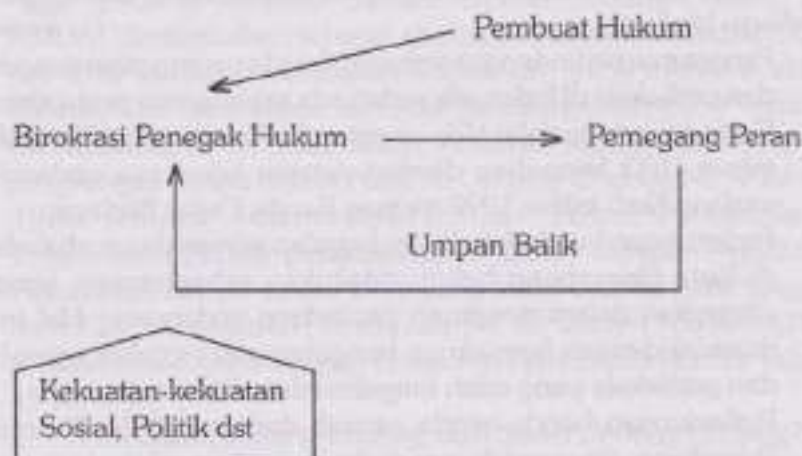 Pembuat Hukum
Birokrasi Penegak Hukum
Pemegang Peran
Umpan Balik
Kekuatan-kekuatan
Sosial, Politik dst